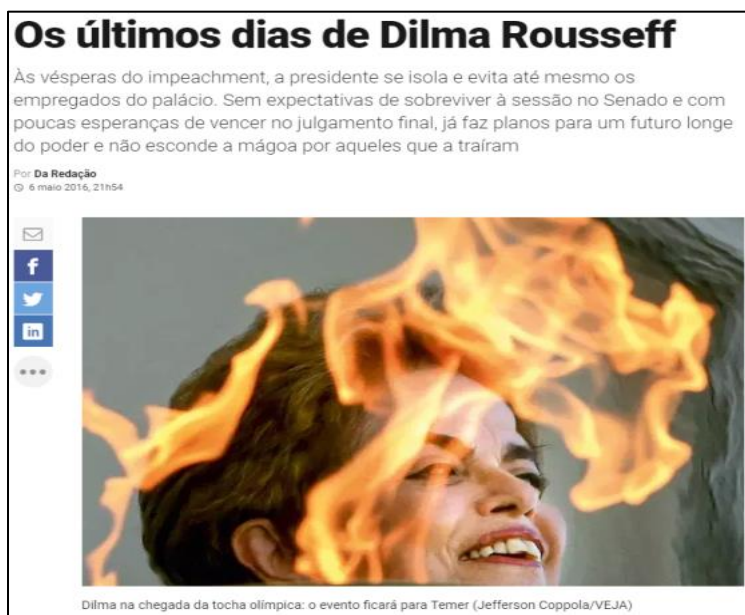 Os últimos dias de Dilma Rousseff
Às vésperas do impeachment, a presidente se isola e evita até mesmo os
empregados do palácio. Sem expectativas de sobreviver à sessão no Senado e com
poucas esperanças de vencer no julgamento final, já faz planos para um futuro longe
do poder e não esconde a mágoa por aqueles que a traíram
Por Da Redação
6 maio 2016, 21h54
f
in
Dilma na chegada da tocha olímpica: o evento ficará para Temer (Jefferson Coppola/VEJA)